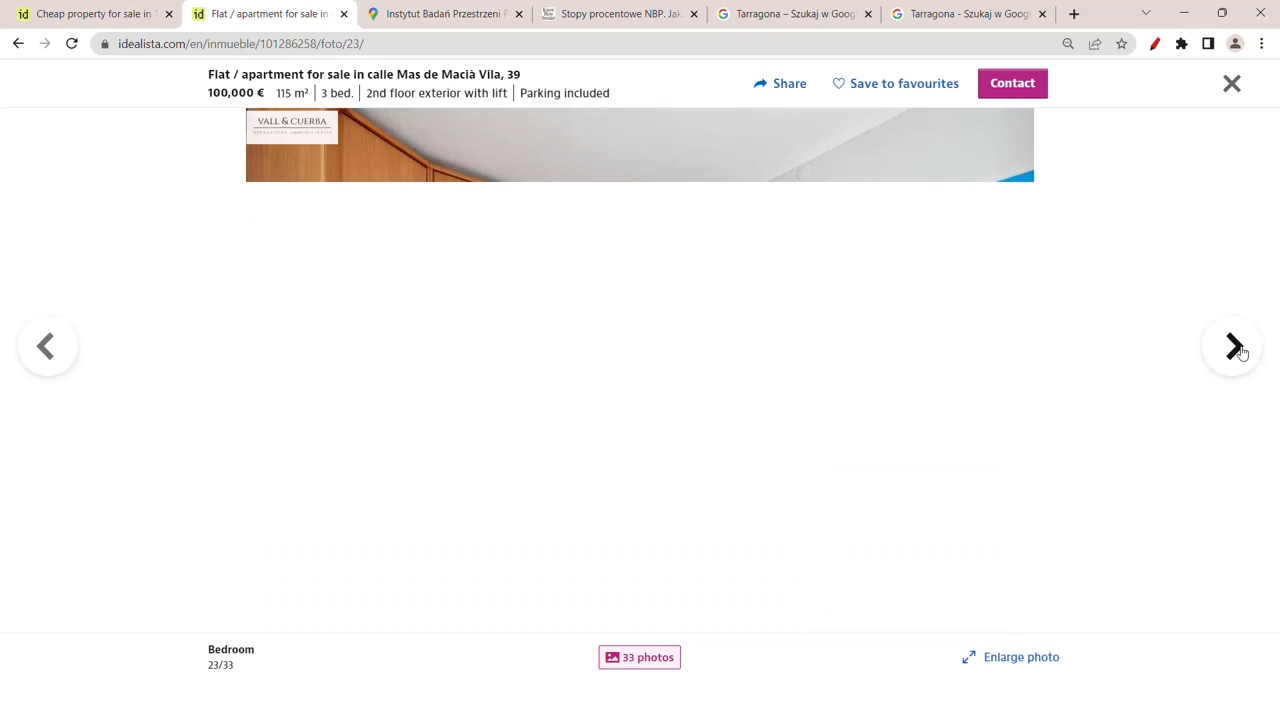 Cheap property for sale in T
Flat / apartment for sale in
Instytut Badań Przestrzeni P
Stopy procentowe NBP. Jak
Tarragona – Szukaj w Goog
Tarragona - Szukaj w Goog
idealista.com/en/inmueble/101286258/foto/23/
Flat / apartment for sale in calle Mas de Macià Vila, 39
100,000 € 115 m² 3 bed. 2nd floor exterior with lift Parking included
Share
Save to favourites
Contact
VALL & CUERBA
Bedroom
23/33
33 photos
Enlarge photo